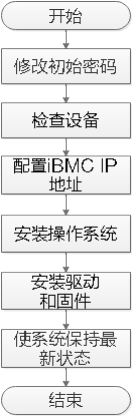 开始
修改初始密码
检查设备
配置iBMC IP
地址
安装操作系统
安装驱动
和固件
使系统保持最
新状态
结束